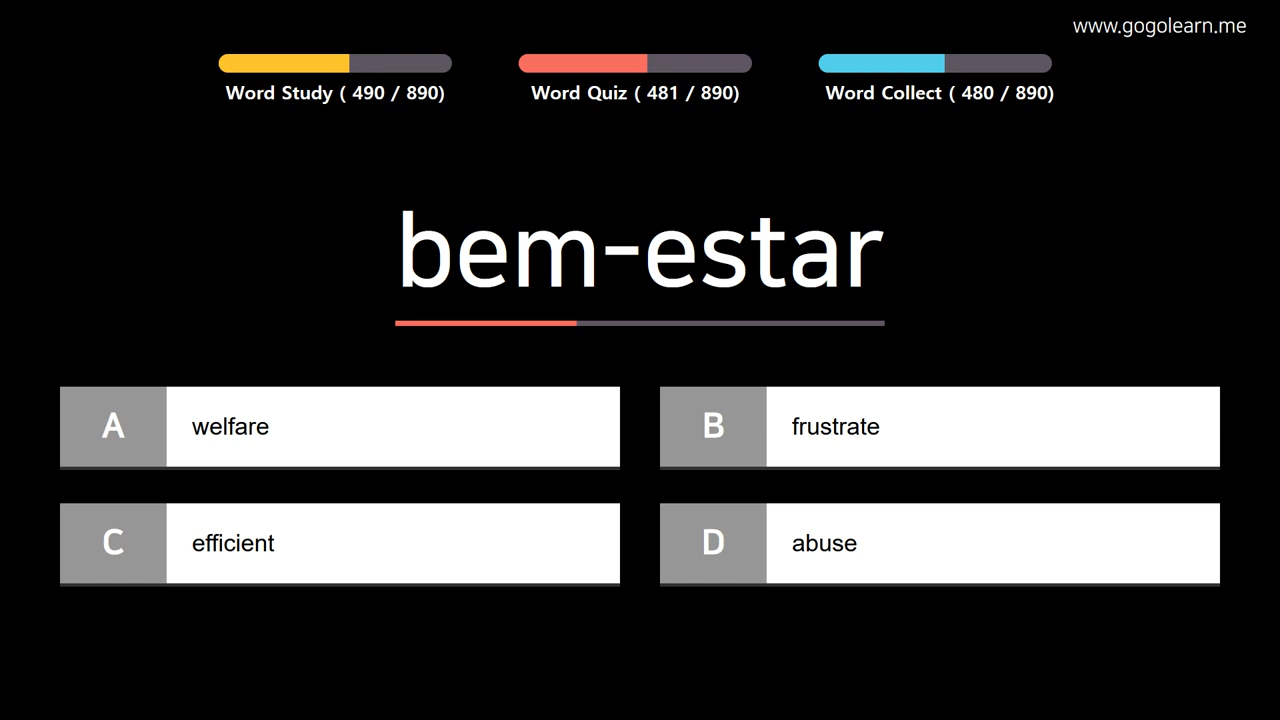 www.gogolearn.me
Word Study ( 490 / 890)
Word Quiz ( 481 / 890)
Word Collect ( 480 / 890)
bem-estar
A
welfare
B
frustrate
C
efficient
D
abuse